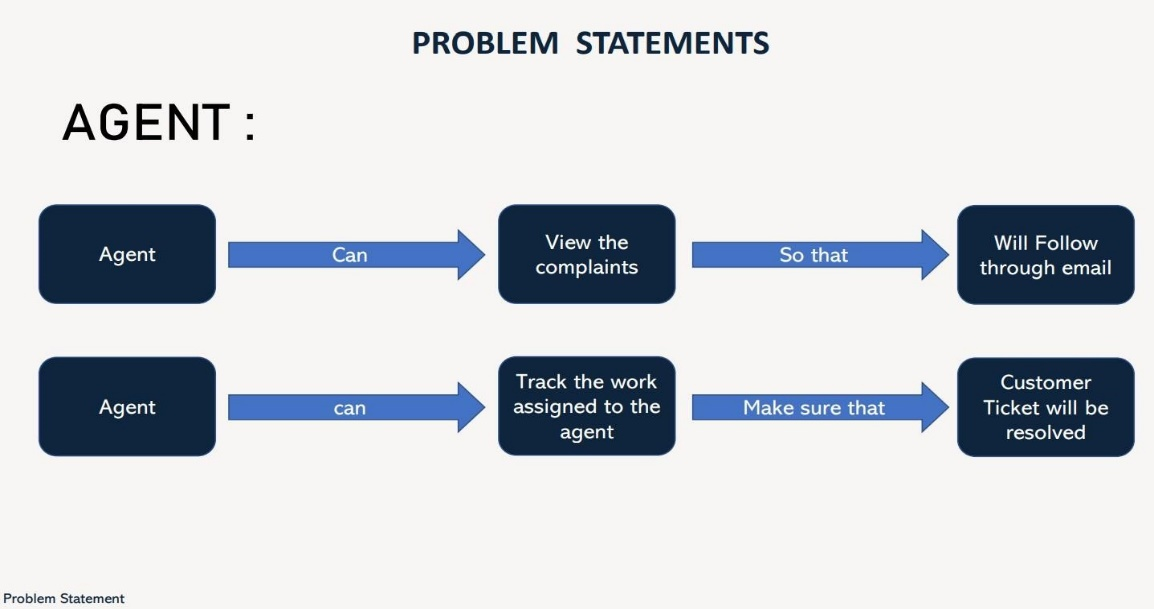 PROBLEM STATEMENTS
AGENT :
Agent
Can
View the
complaints
So that
Will Follow
through email
Agent
can
Track the work
assigned to the
agent
Make sure that
Customer
Ticket will be
resolved
Problem Statement